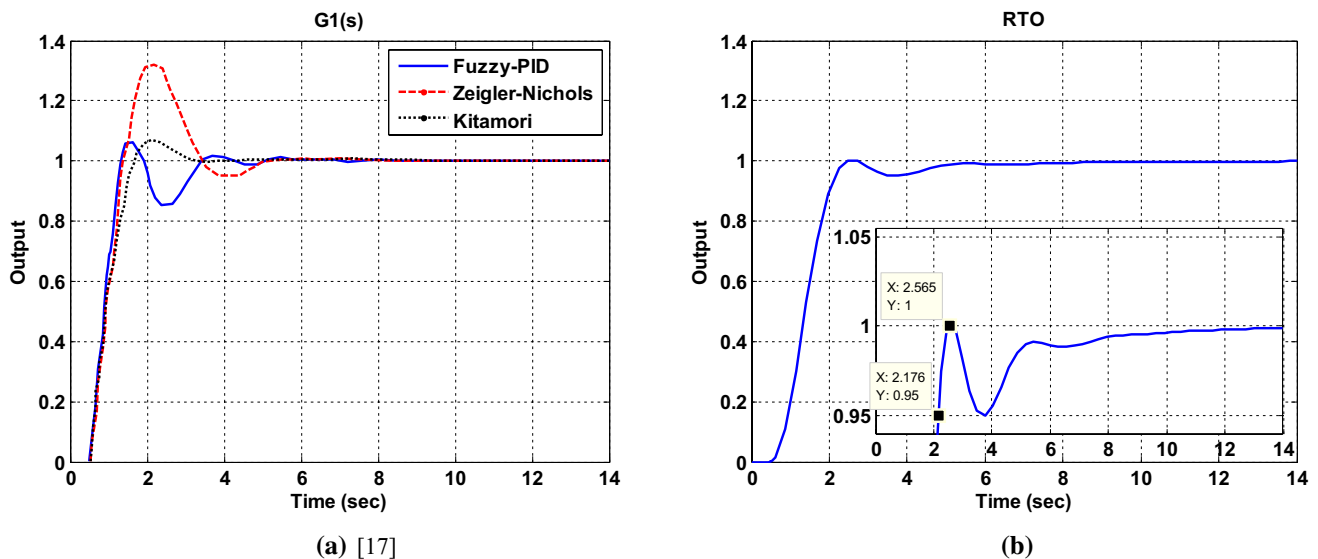 G1(s)
1.4
1.2
1
0.8
0.6
0.4
0.2
0
Output
Fuzzy-PID
Zeigler-Nichols
Kitamori
0 2 4 6 8 10 12 14
Time (sec)
(a) [17]
RTO
1.4
1.2
1
0.8
0.6
0.4
0.2
0
Output
1.05
1
0.95
X: 2.565
Y: 1
X: 2.176
Y: 0.95
0 2 4 6 8 10 12 14
0 2 4 6 8 10 12 14
Time (sec)
(b)